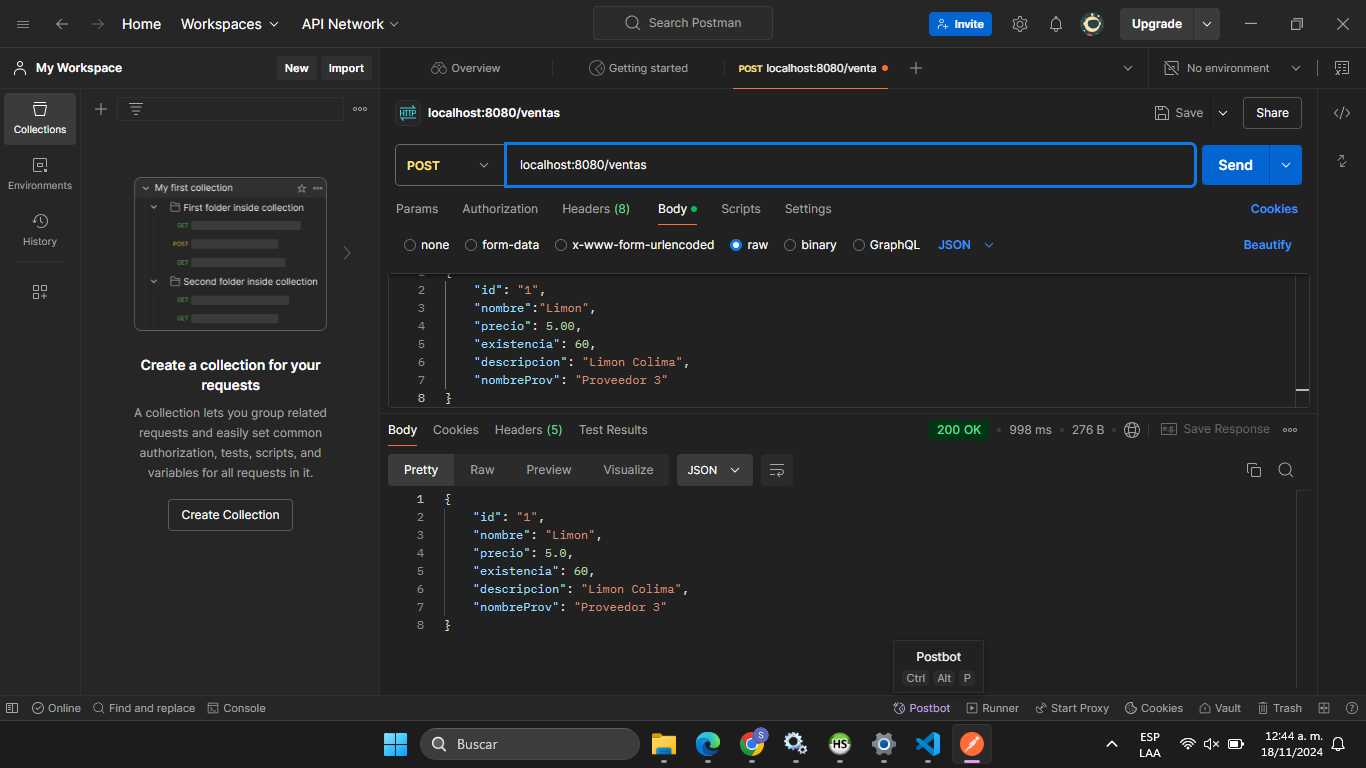 Home Workspaces API Network Search Postman Invite Upgrade
My Workspace New Import Overview Getting started POST localhost:8080/venta No environment
Collections
Environments
History
My first collection
First folder inside collection
GET
POST
GET
Second folder inside collection
GET
GET
Create a collection for your
requests
A collection lets you group related
requests and easily set common
authorization, tests, scripts, and
variables for all requests in it.
Create Collection
HTTP localhost:8080/ventas Save Share
POST localhost:8080/ventas Send
Params Authorization Headers (8) Body Scripts Settings Cookies
none form-data x-www-form-urlencoded raw binary GraphQL JSON Beautify
2 "id": "1",
3 "nombre":"Limon",
4 "precio": 5.00,
5 "existencia": 60,
6 "descripcion": "Limon Colima",
7 "nombreProv": "Proveedor 3"
8 }
Body Cookies Headers (5) Test Results 200 OK 998 ms 276 B e.g. Save Response
Pretty Raw Preview Visualize JSON
1 {
2 "id": "1",
3 "nombre": "Limon",
4 "precio": 5.0,
5 "existencia": 60,
6 "descripcion": "Limon Colima",
7 "nombreProv": "Proveedor 3"
8 }
Postbot
Ctrl Alt P
Online Find and replace Console Postbot Runner Start Proxy Cookies Vault Trash
Buscar
S
HS
ESP
LAA
12:44 a. m.
18/11/2024